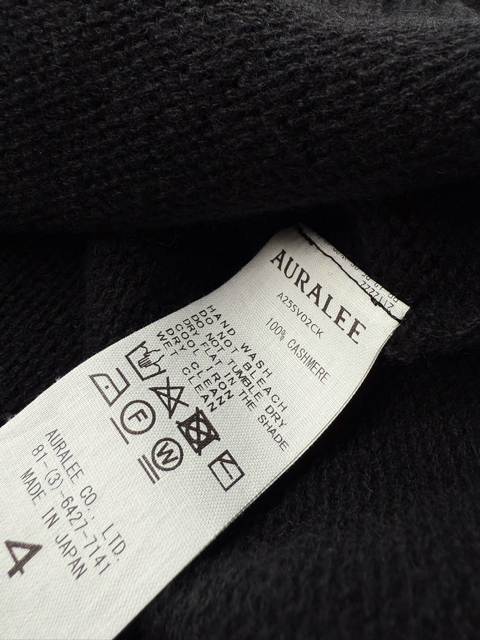 AURALEE
A25SV02CK
100% CASHMERE
HAND WASH
DO NOT BLEACH
DO NOT TUMBLE DRY
DRY FLAT IN THE SHADE
COOL IRON
DRY CLEAN
WET CLEAN
F
W
AURALEE CO., LTD.
81-(3)-6427-7141
MADE IN JAPAN
4